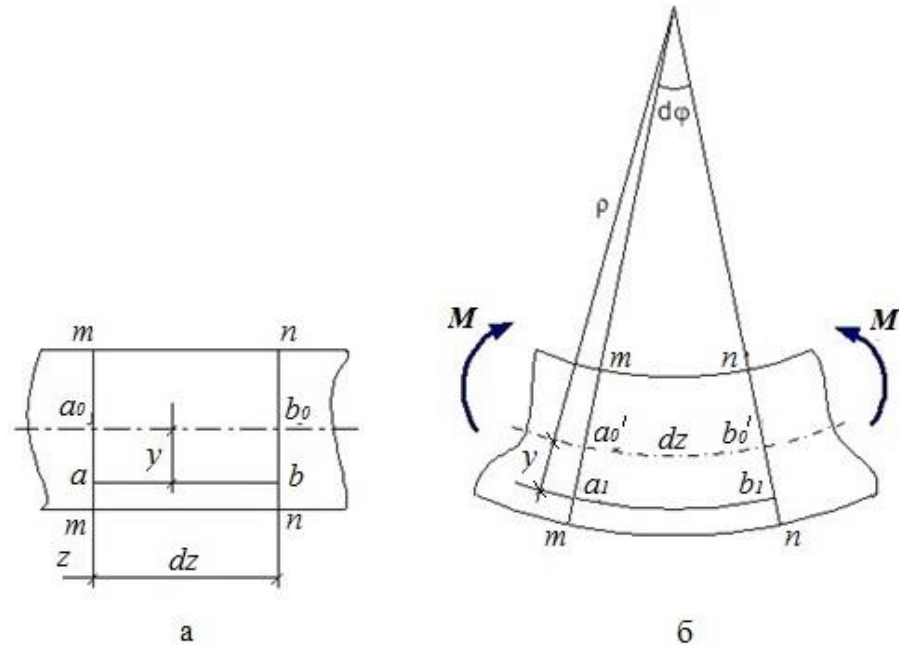 dφ
ρ
M
M
m n
m n'
a₀ b₀
a₀' dz b₀'
y
a b
y
a₁ b₁
m n
m n
z dz
а
б